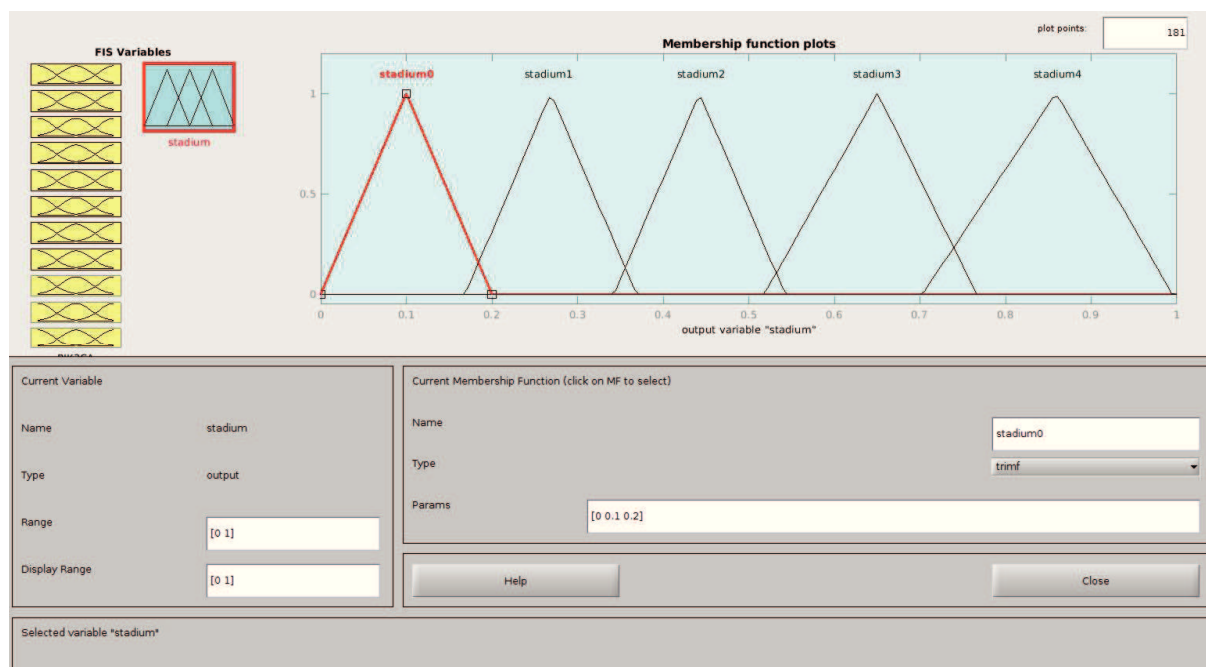 plot points:
181
FIS Variables
Membership function plots
stadium
stadium0
stadium1
stadium2
stadium3
stadium4
1
0.5
0
0
0.1
0.2
0.3
0.4
0.5
0.6
0.7
0.8
0.9
1
output variable "stadium"
Current Variable
Name
stadium
Type
output
Range
[0 1]
Display Range
[0 1]
Current Membership Function (click on MF to select)
Name
stadium0
Type
trimf
Params
[0 0.1 0.2]
Help
Close
Selected variable "stadium"